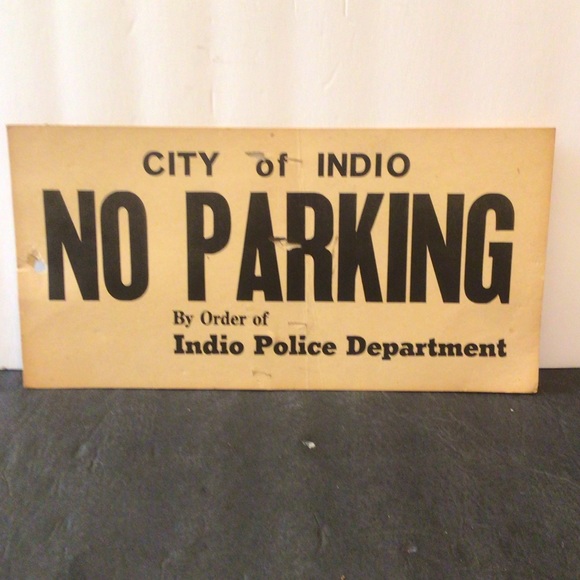 CITY of INDIO
NO PARKING
By Order of
Indio Police Department